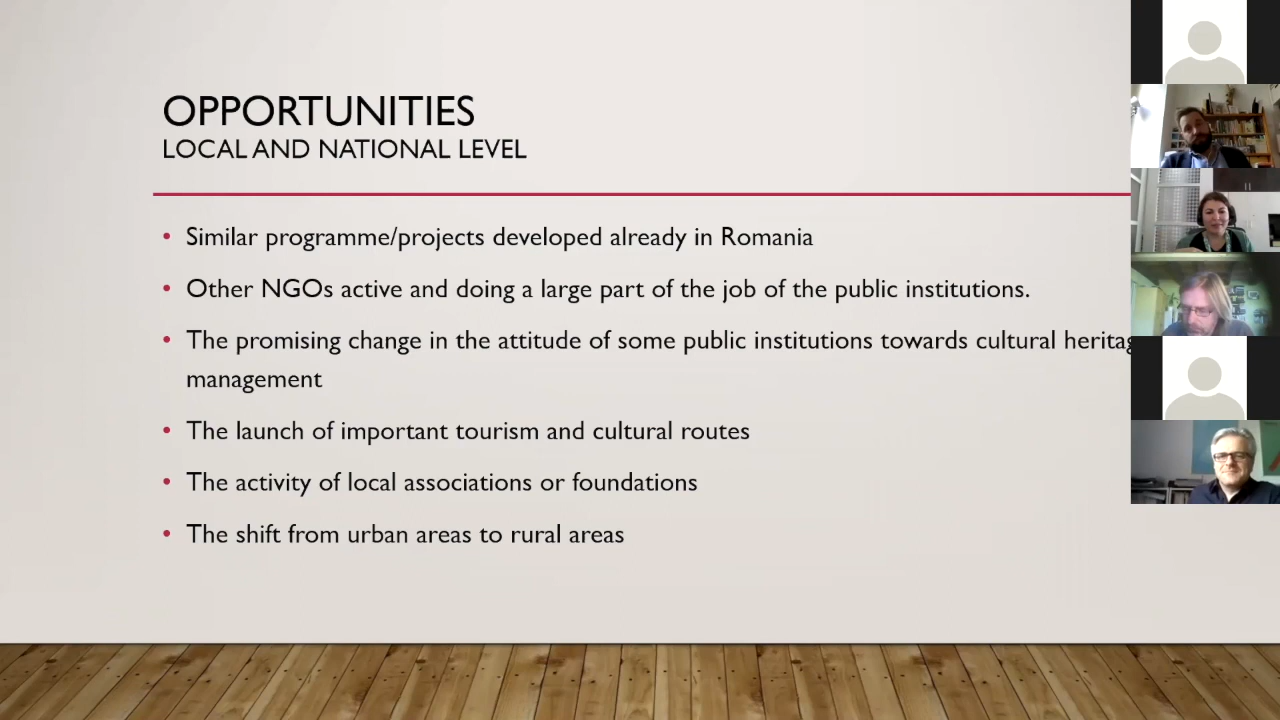 OPPORTUNITIES
LOCAL AND NATIONAL LEVEL
• Similar programme/projects developed already in Romania
• Other NGOs active and doing a large part of the job of the public institutions.
• The promising change in the attitude of some public institutions towards cultural heritag
management
• The launch of important tourism and cultural routes
• The activity of local associations or foundations
• The shift from urban areas to rural areas